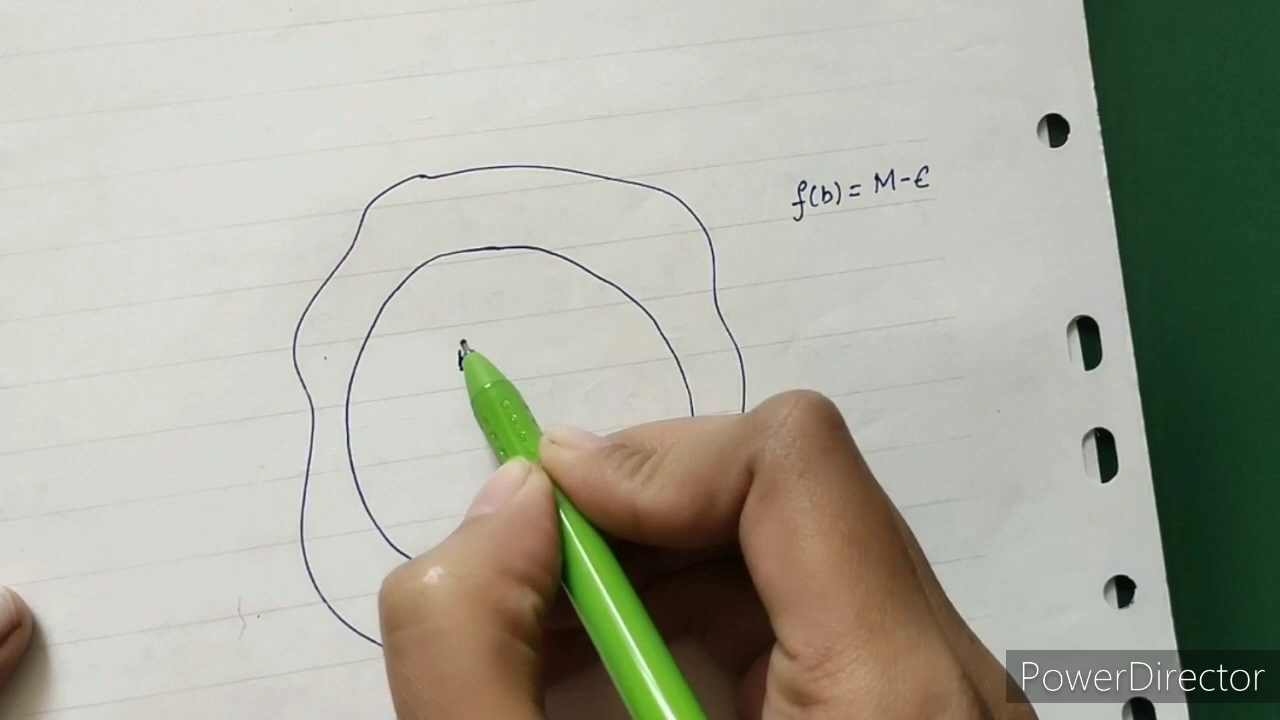 f(b) = M-ε
PowerDirector